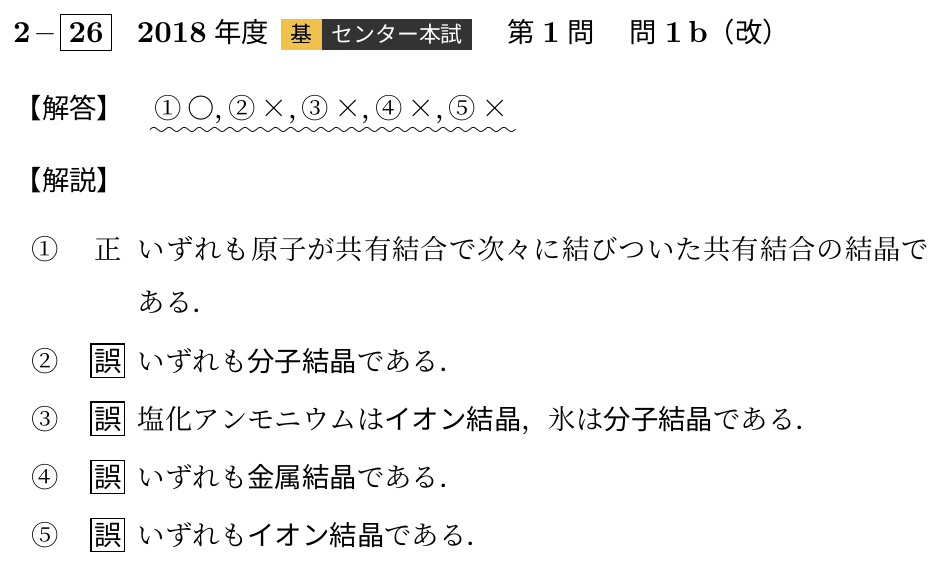 2–26 2018 年度 基 センター本試 第 1 問 問 1 b（改）
【解答】 ① ○, ② ×, ③ ×, ④ ×, ⑤ ×
【解説】
① 正 いずれも原子が共有結合で次々に結びついた共有結合の結晶で
ある．
② 誤 いずれも分子結晶である．
③ 誤 塩化アンモニウムはイオン結晶，氷は分子結晶である．
④ 誤 いずれも金属結晶である．
⑤ 誤 いずれもイオン結晶である．